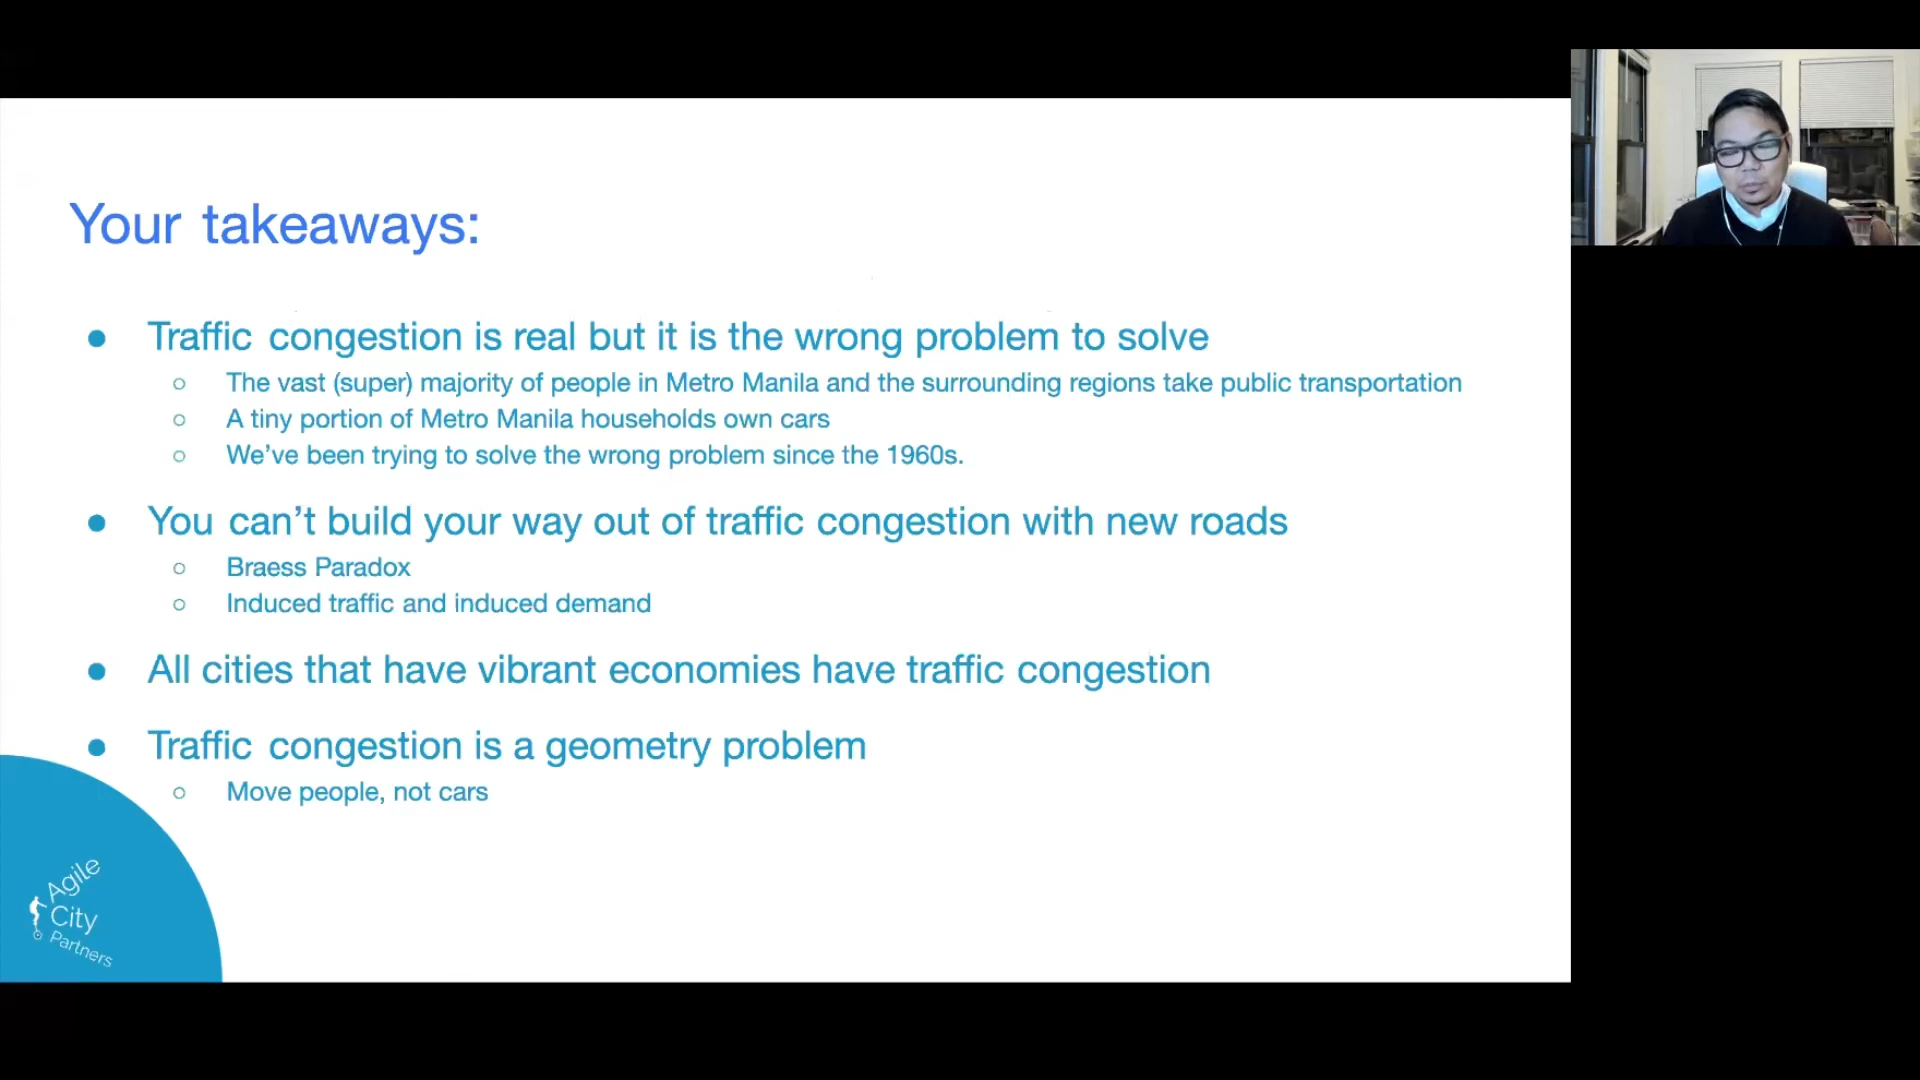 Your takeaways:
● Traffic congestion is real but it is the wrong problem to solve
○ The vast (super) majority of people in Metro Manila and the surrounding regions take public transportation
○ A tiny portion of Metro Manila households own cars
○ We’ve been trying to solve the wrong problem since the 1960s.
● You can’t build your way out of traffic congestion with new roads
○ Braess Paradox
○ Induced traffic and induced demand
● All cities that have vibrant economies have traffic congestion
● Traffic congestion is a geometry problem
○ Move people, not cars
Agile
City
Partners